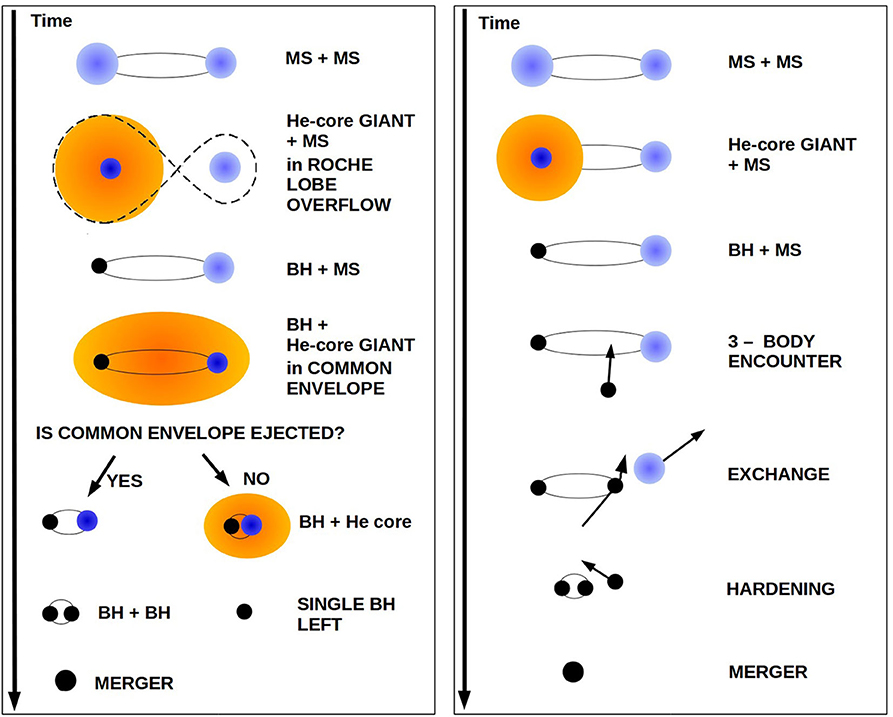 Time
MS + MS
He-core GIANT
+ MS
in ROCHE
LOBE
OVERFLOW
BH + MS
BH +
He-core GIANT
in COMMON
ENVELOPE
IS COMMON ENVELOPE EJECTED?
YES
NO
BH + He core
BH + BH
SINGLE BH
LEFT
MERGER
Time
MS + MS
He-core GIANT
+ MS
BH + MS
3 – BODY
ENCOUNTER
EXCHANGE
HARDENING
MERGER